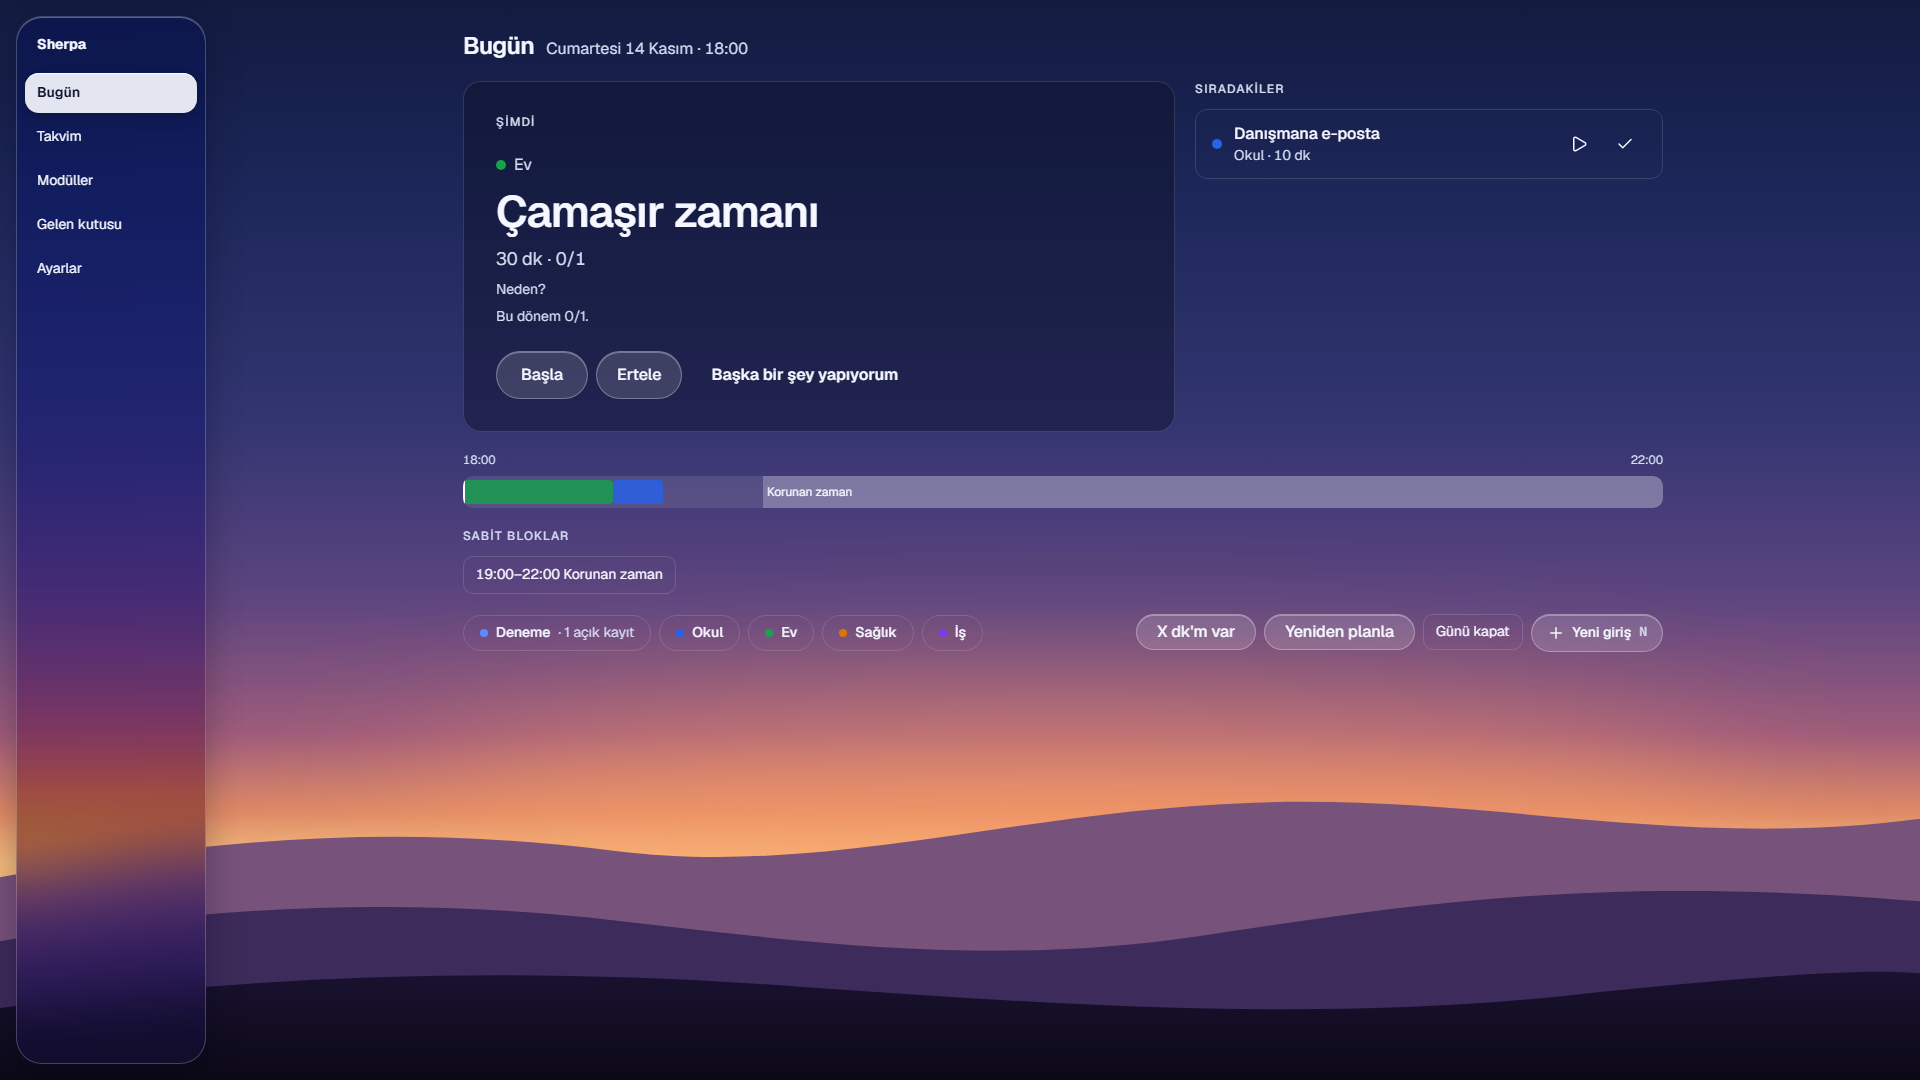 Sherpa
Bugün
Takvim
Modüller
Gelen kutusu
Ayarlar
Bugün Cumartesi 14 Kasım · 18:00
ŞİMDİ
Ev
Çamaşır zamanı
30 dk · 0/1
Neden?
Bu dönem 0/1.
Başla Ertele Başka bir şey yapıyorum
SIRADAKİLER
Danışmana e-posta
Okul · 10 dk
18:00 22:00
Korunan zaman
SABİT BLOKLAR
19:00–22:00 Korunan zaman
Deneme · 1 açık kayıt Okul Ev Sağlık İş X dk'm var Yeniden planla Günü kapat Yeni giriş N